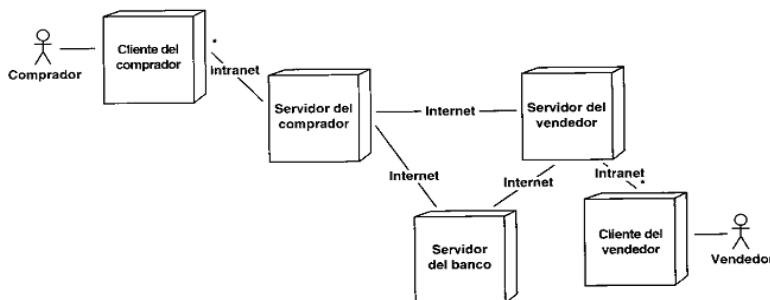 Cliente del
comprador
*
Comprador
Intranet
Servidor del
comprador
Internet
Servidor del
vendedor
Internet
Internet
Intranet
*
Servidor
del banco
Cliente del
vendedor
Vendedor